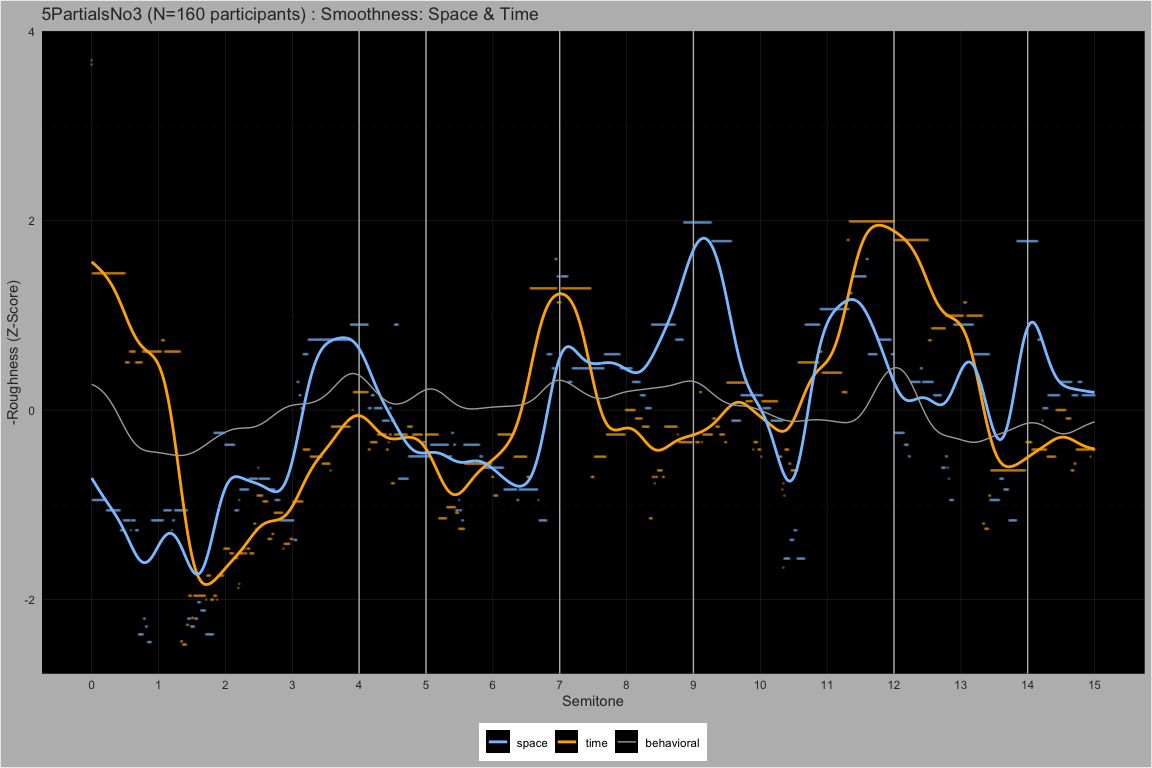 5PartialsNo3 (N=160 participants) : Smoothness: Space & Time
4
2
0
-2
-Roughness (Z-Score)
0 1 2 3 4 5 6 7 8 9 10 11 12 13 14 15
Semitone
space time behavioral